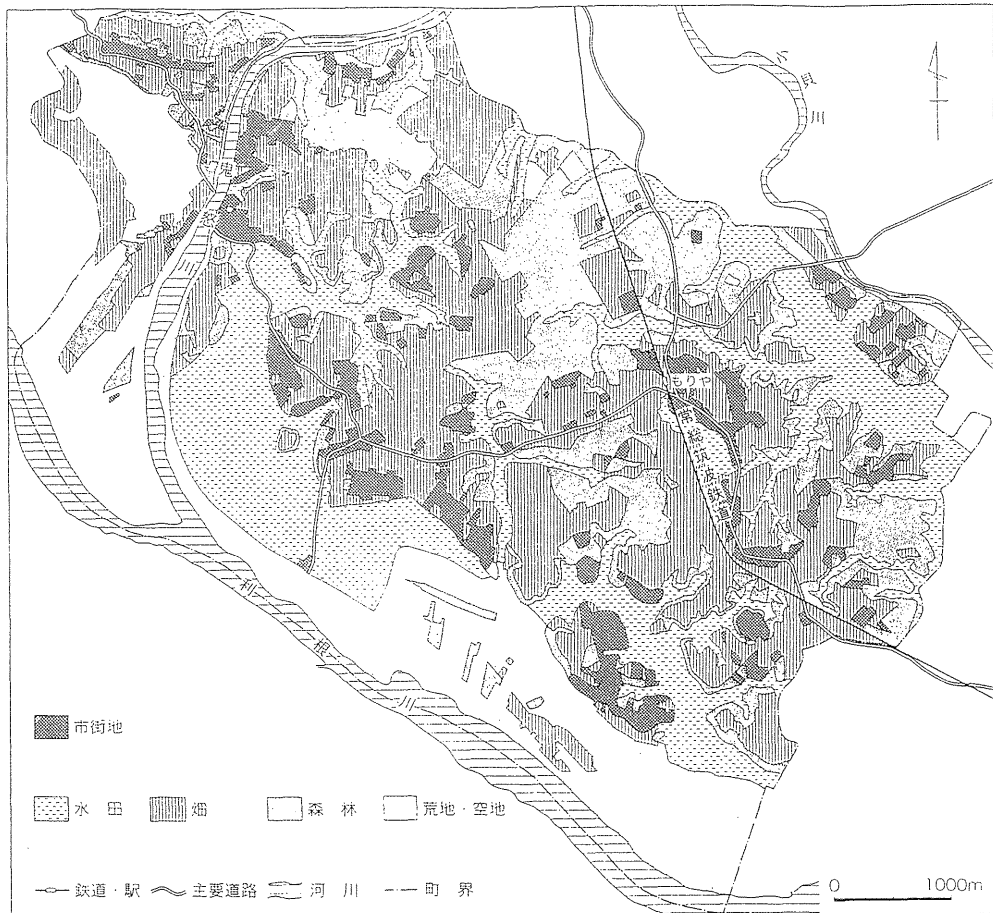 小貝川
鬼
もりや
常総筑波鉄道
川
利根川
市街地
水田
畑
森林
荒地・空地
鉄道・駅
主要道路
河川
町界
0 1000m